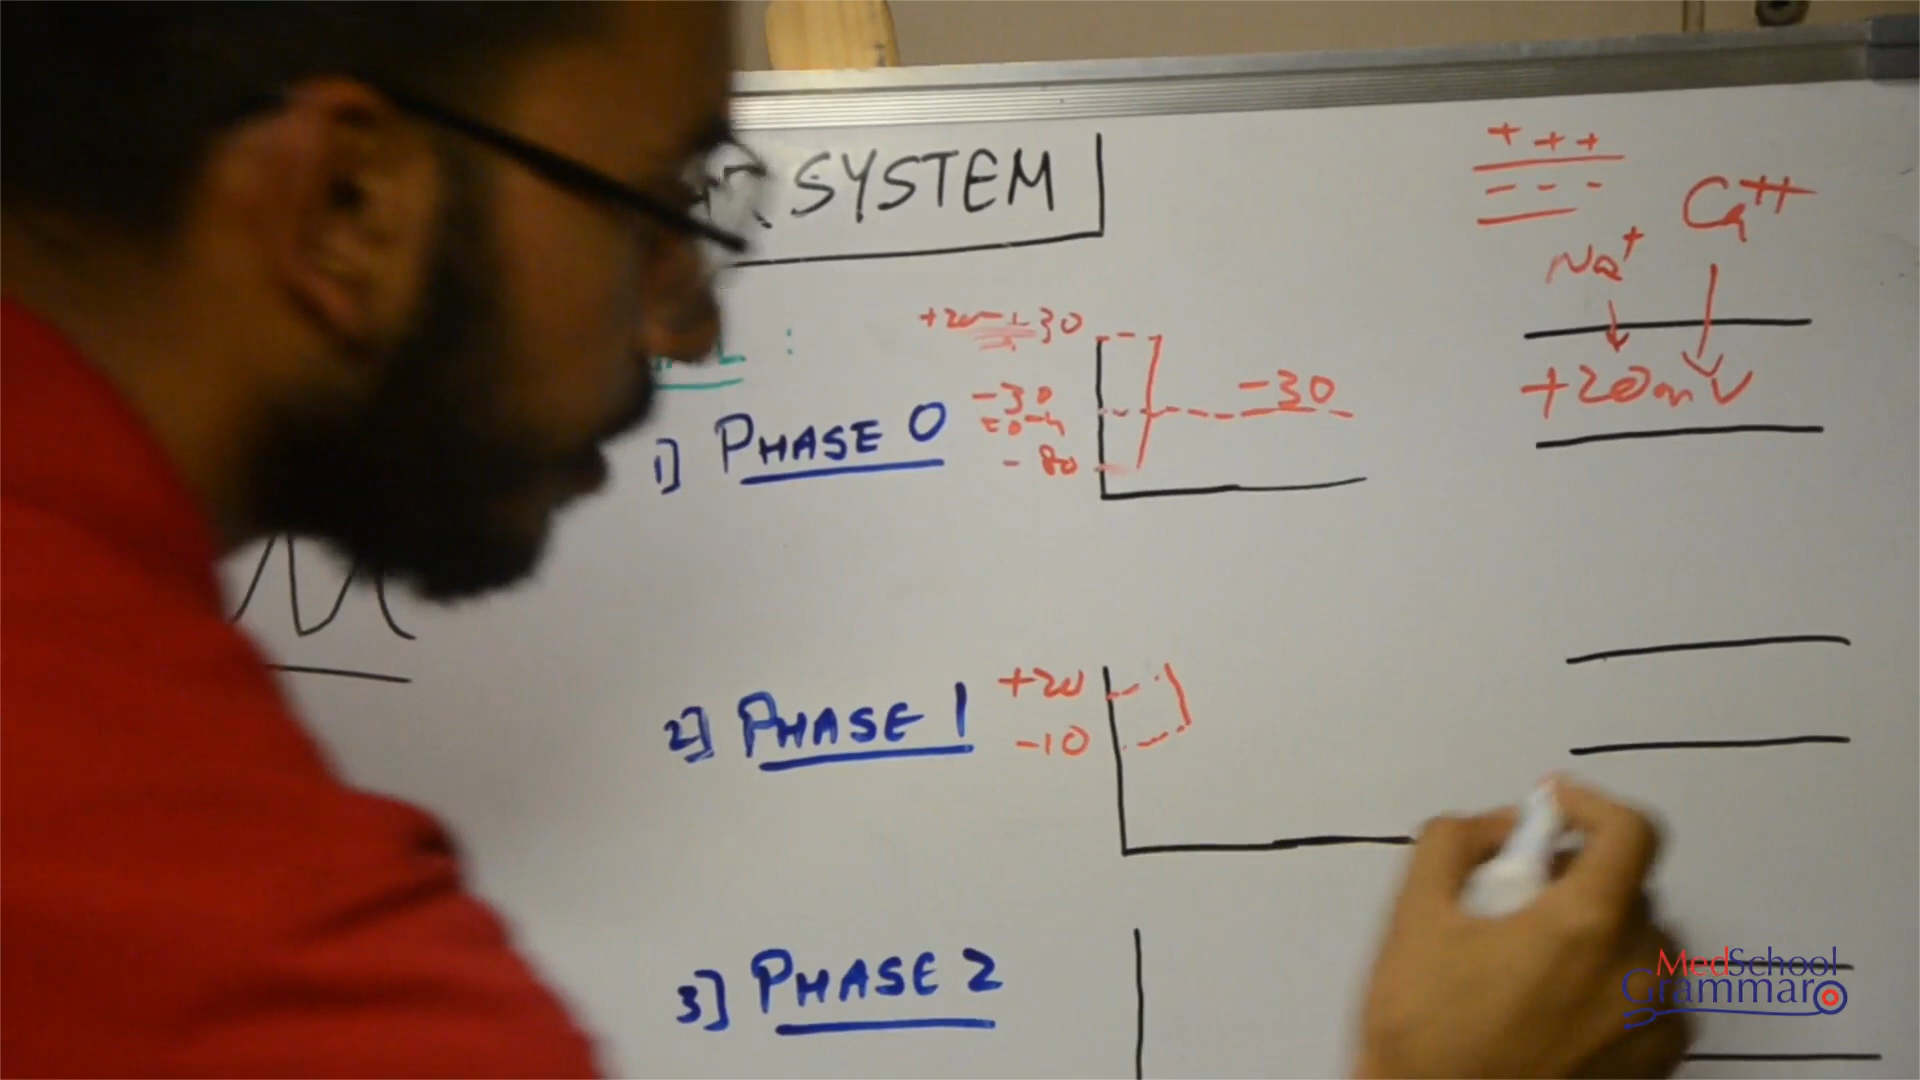 SYSTEM
+ + +
- - -
Ca++
Na+
+20-+30
-30
-30
+20mV
1] PHASE 0
-80
+20
2] PHASE 1
-10
3] PHASE 2
MedSchool
Grammar